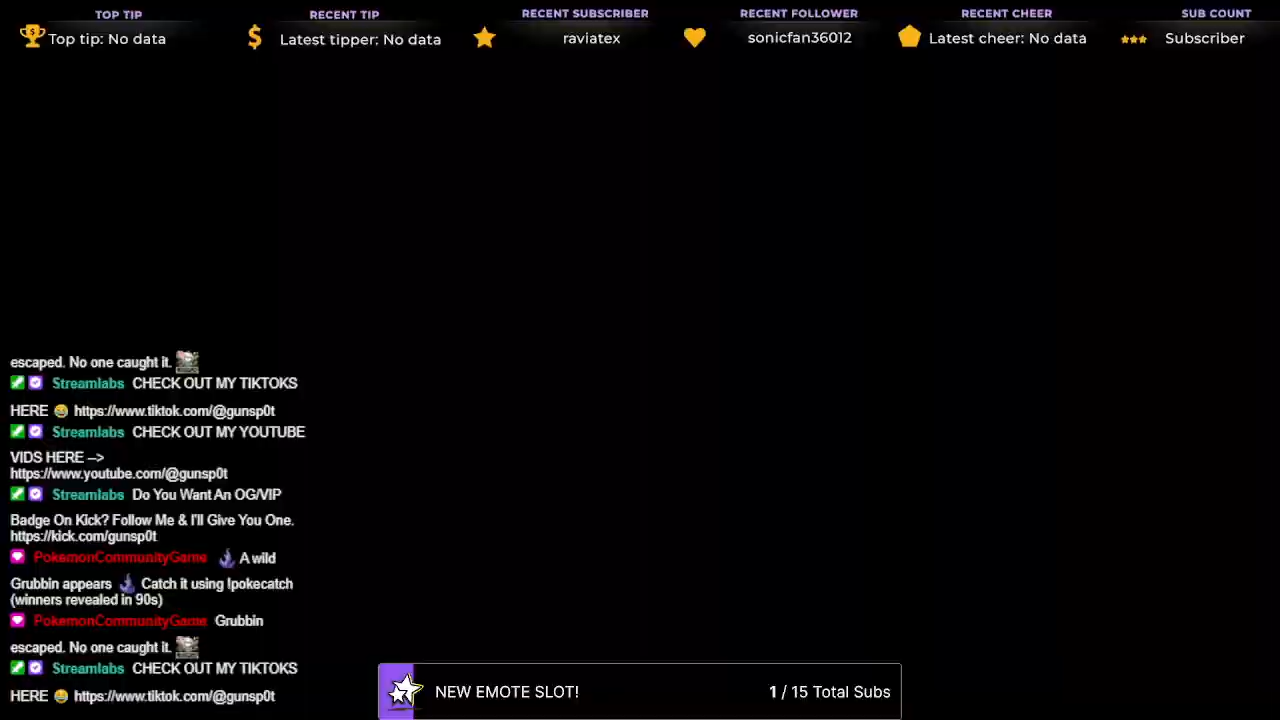 TOP TIP
RECENT TIP
RECENT SUBSCRIBER
RECENT FOLLOWER
RECENT CHEER
SUB COUNT
Top tip: No data
Latest tipper: No data
raviatex
sonicfan36012
Latest cheer: No data
Subscriber
escaped. No one caught it.
Streamlabs CHECK OUT MY TIKTOKS
HERE 😂 https://www.tiktok.com/@gunsp0t
Streamlabs CHECK OUT MY YOUTUBE
VIDS HERE -->
https://www.youtube.com/@gunsp0t
Streamlabs Do You Want An OG/VIP
Badge On Kick? Follow Me & I'll Give You One.
https://kick.com/gunsp0t
PokemonCommunityGame A wild
Grubbin appears Catch it using !pokecatch
(winners revealed in 90s)
PokemonCommunityGame Grubbin
escaped. No one caught it.
Streamlabs CHECK OUT MY TIKTOKS
HERE 😂 https://www.tiktok.com/@gunsp0t
NEW EMOTE SLOT! 1 / 15 Total Subs